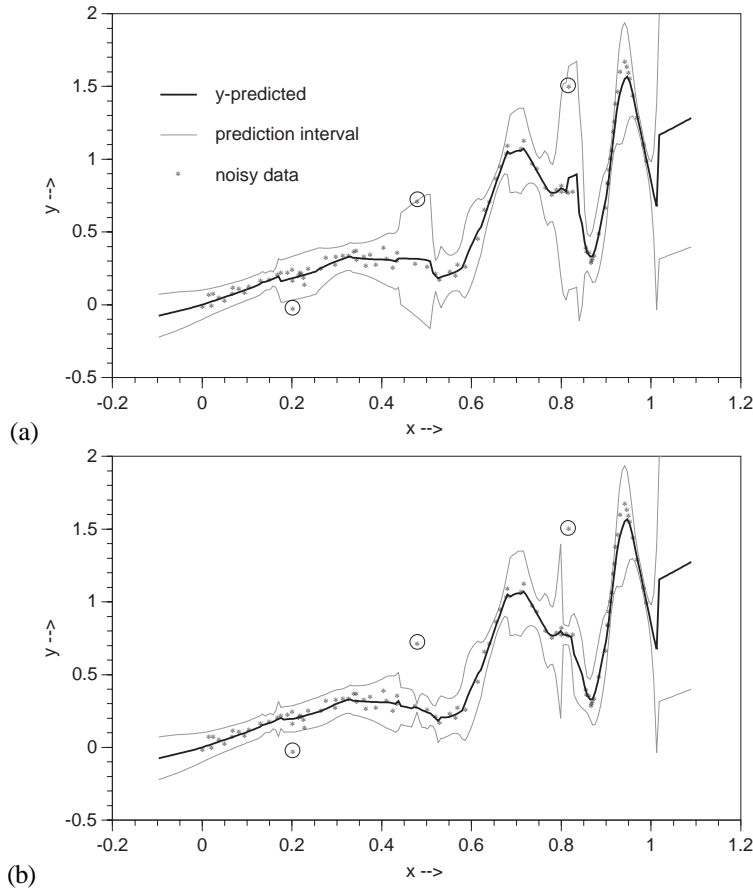 2
1.5
1
0.5
0
-0.5
y -->
y-predicted
prediction interval
noisy data
-0.2 0 0.2 0.4 0.6 0.8 1 1.2
x -->
(a)
2
1.5
1
0.5
0
-0.5
y -->
-0.2 0 0.2 0.4 0.6 0.8 1 1.2
x -->
(b)